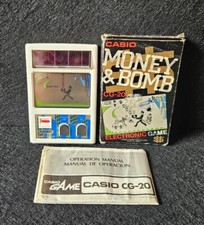 CASIO
MONEY
& BOMB
CG-20
ELECTRONIC GAME
OPERATION MANUAL
MANUAL DE OPERACION
CASIO GAME CASIO CG-20